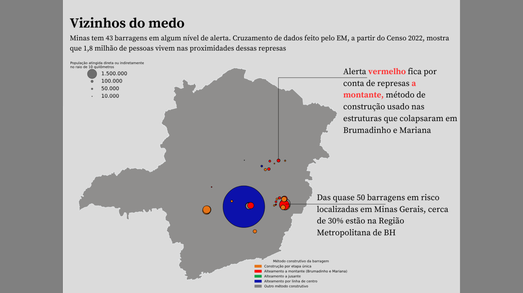 Vizinhos do medo
Minas tem 43 barragens em algum nível de alerta. Cruzamento de dados feito pelo EM, a partir do Censo 2022, mostra
que 1,8 milhão de pessoas vivem nas proximidades dessas represas
População atingida direta ou indiretamente
no raio de 10 quilômetros
1.500.000
100.000
50.000
10.000
Alerta vermelho fica por
conta de represas a
montante, método de
construção usado nas
estruturas que colapsaram em
Brumadinho e Mariana
Das quase 50 barragens em risco
localizadas em Minas Gerais, cerca
de 30% estão na Região
Metropolitana de BH
Método construtivo da barragem
Construção por etapa única
Alteamento a montante (Brumadinho e Mariana)
Alteamento a jusante
Alteamento por linha de centro
Outro método construtivo